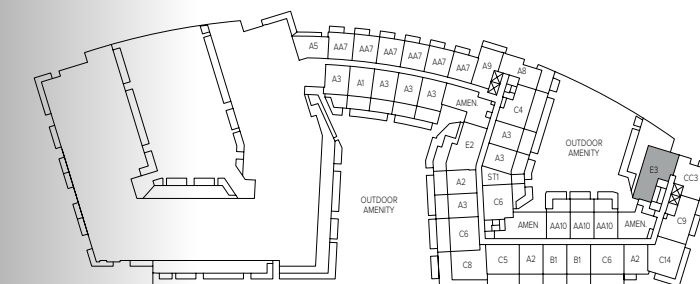 A5
AA7
AA7
AA7
AA7
AA7
AA7
A9
A8
A3
A1
A3
A3
A3
AMEN.
C4
A3
A3
E2
ST1
A2
A3
C6
C6
C8
OUTDOOR
AMENITY
OUTDOOR
AMENITY
E3
CC3
C9
AMEN
AA10
AA10
AA10
AMEN.
C5
A2
B1
B1
C6
A2
C14